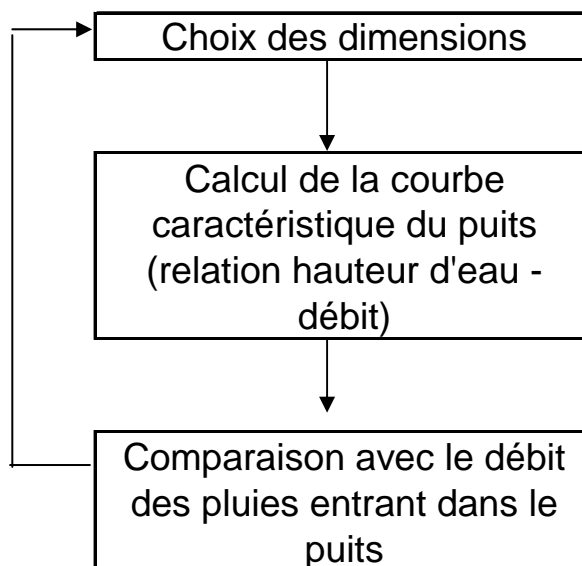 Choix des dimensions
Calcul de la courbe
caractéristique du puits
(relation hauteur d'eau -
débit)
Comparaison avec le débit
des pluies entrant dans le
puits